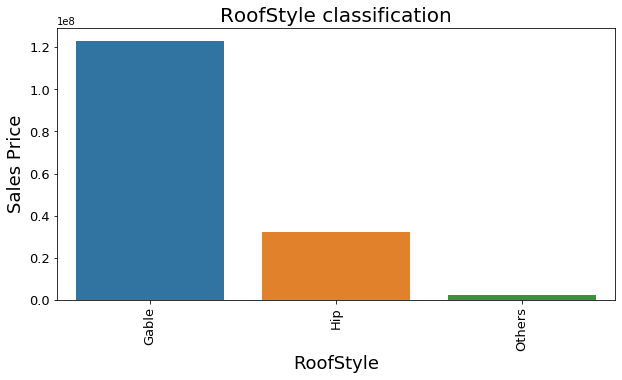 RoofStyle classification
1e8
1.2
1.0
0.8
0.6
0.4
0.2
0.0
Sales Price
Gable
Hip
Others
RoofStyle